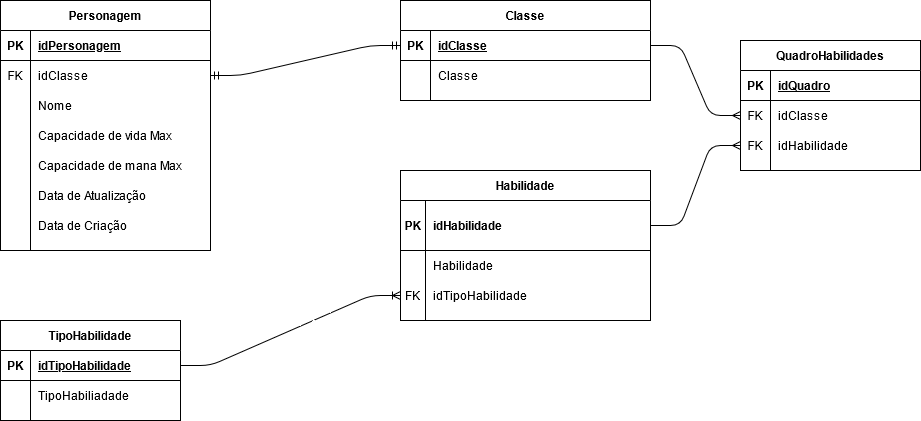 Personagem
PK idPersonagem
FK idClasse
Nome
Capacidade de vida Max
Capacidade de mana Max
Data de Atualização
Data de Criação
Classe
PK idClasse
Classe
QuadroHabilidades
PK idQuadro
FK idClasse
FK idHabilidade
Habilidade
PK idHabilidade
Habilidade
FK idTipoHabilidade
TipoHabilidade
PK idTipoHabilidade
TipoHabiliadade